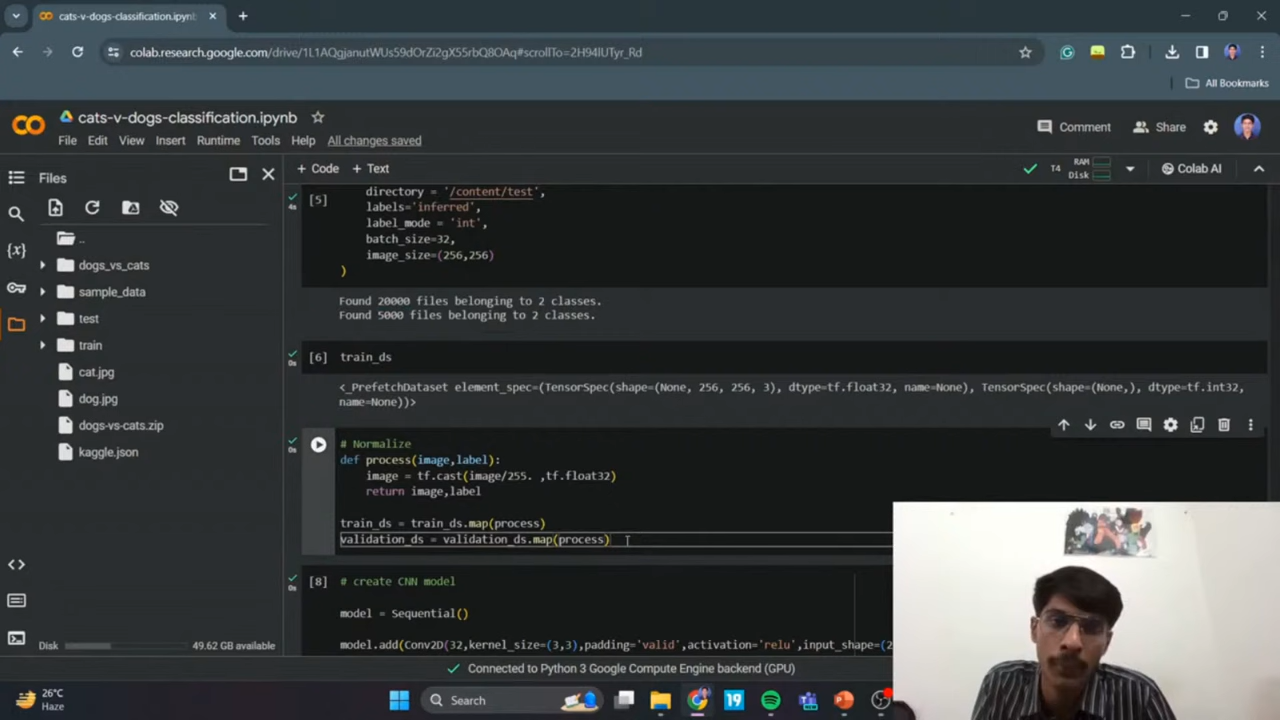 cats-v-dogs-classification.ipynb
colab.research.google.com/drive/1L1AQgjanutWUs59dOrZi2gX55rbQ8OAq#scrollTo=2H94lUTyr_Rd
All Bookmarks
cats-v-dogs-classification.ipynb
File Edit View Insert Runtime Tools Help All changes saved
Comment Share
Files
+ Code + Text
T4 RAM Disk
Colab AI
..
dogs_vs_cats
sample_data
test
train
cat.jpg
dog.jpg
dogs-vs-cats.zip
kaggle.json
Disk 49.62 GB available
4s [5] directory = '/content/test',
labels='inferred',
label_mode = 'int',
batch_size=32,
image_size=(256,256)
)
Found 20000 files belonging to 2 classes.
Found 5000 files belonging to 2 classes.
0s [6] train_ds
<_PrefetchDataset element_spec=(TensorSpec(shape=(None, 256, 256, 3), dtype=tf.float32, name=None), TensorSpec(shape=(None,), dtype=tf.int32,
name=None))>
0s # Normalize
def process(image,label):
image = tf.cast(image/255. ,tf.float32)
return image,label
train_ds = train_ds.map(process)
validation_ds = validation_ds.map(process)
0s [8] # create CNN model
model = Sequential()
model.add(Conv2D(32,kernel_size=(3,3),padding='valid',activation='relu',input_shape=(2
Connected to Python 3 Google Compute Engine backend (GPU)
26°C
Haze
Search
19